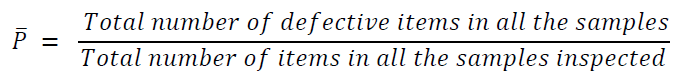 P̅ = Total number of defective items in all the samples
Total number of items in all the samples inspected